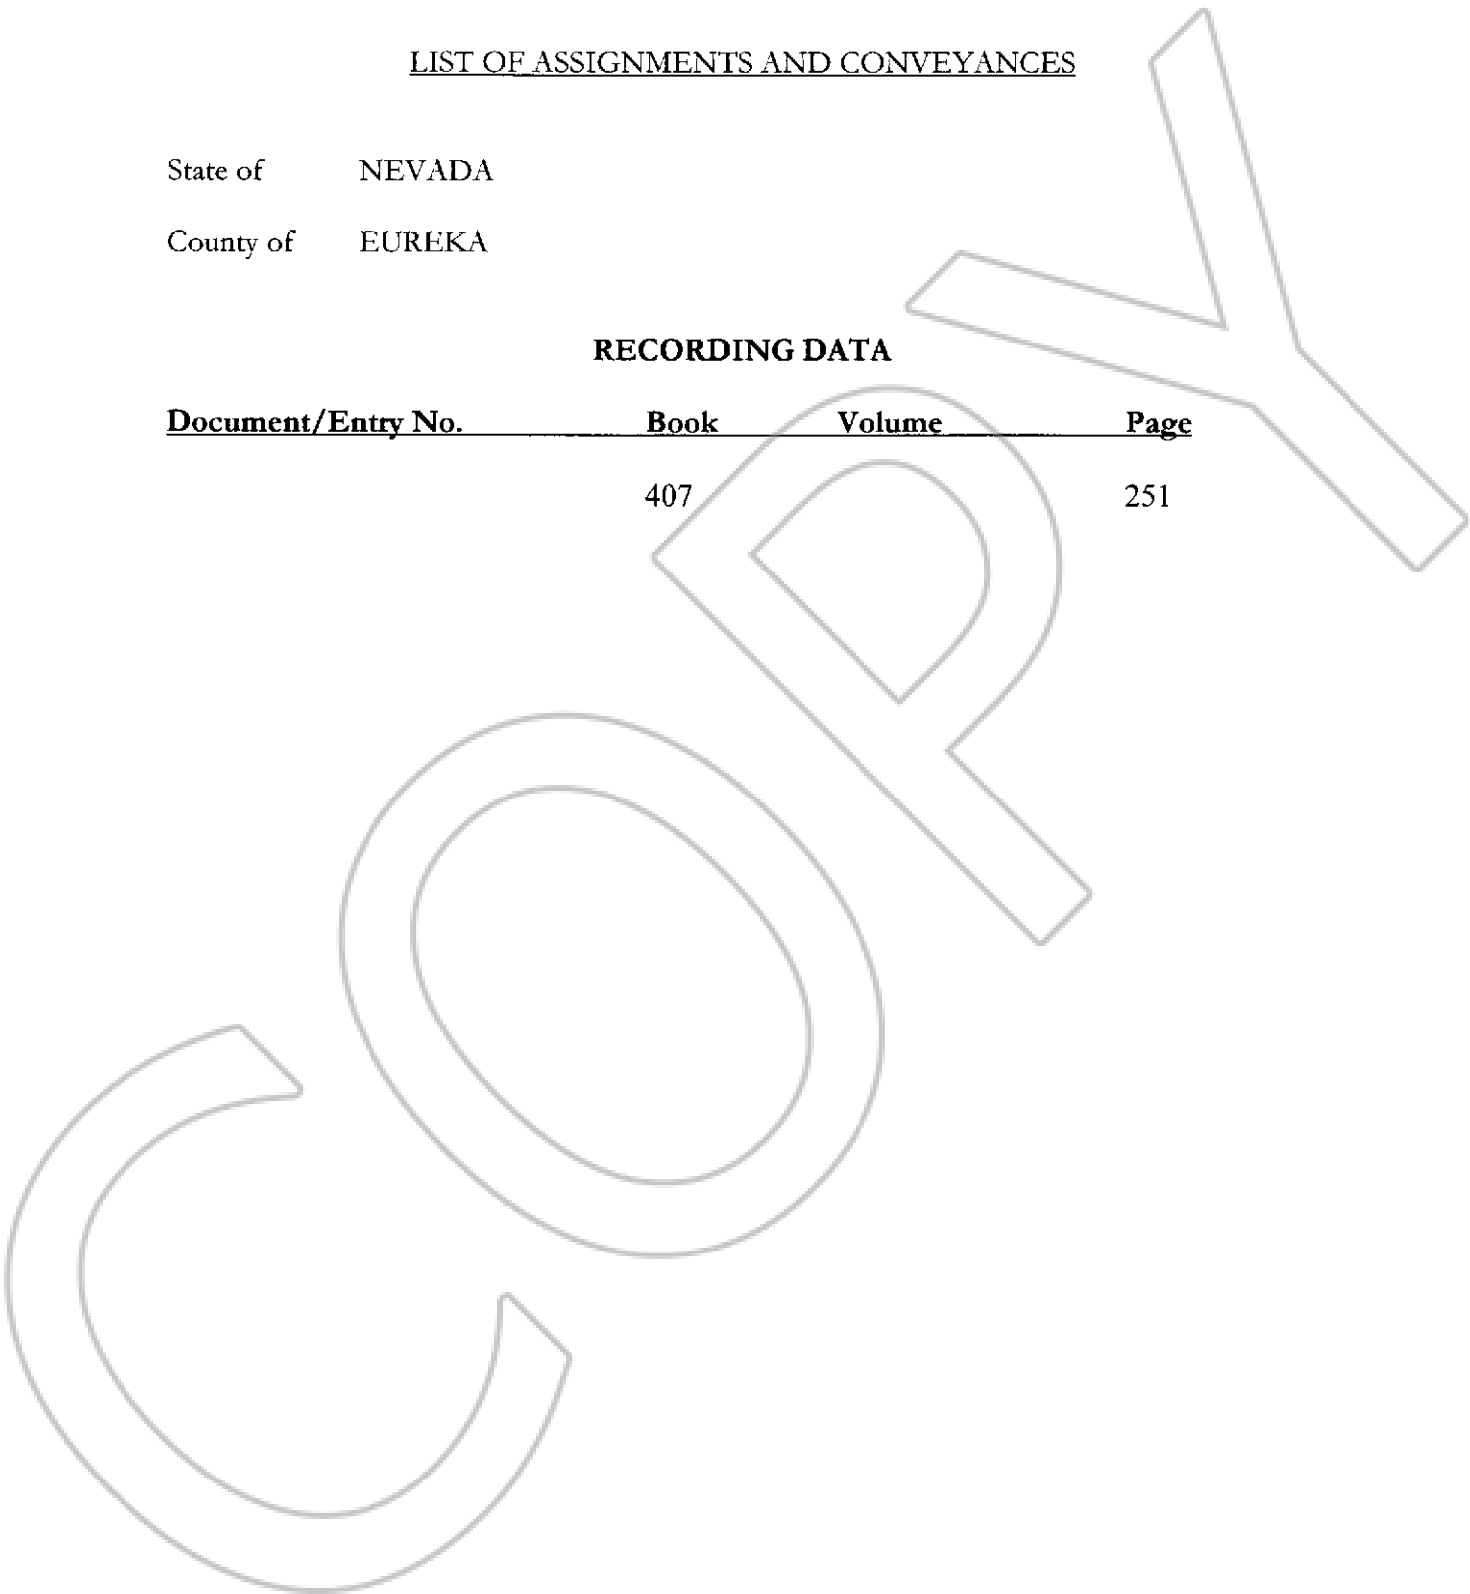 LIST OF ASSIGNMENTS AND CONVEYANCES
State of NEVADA
County of EUREKA
RECORDING DATA
Document/Entry No. Book Volume Page
407 251
COPY